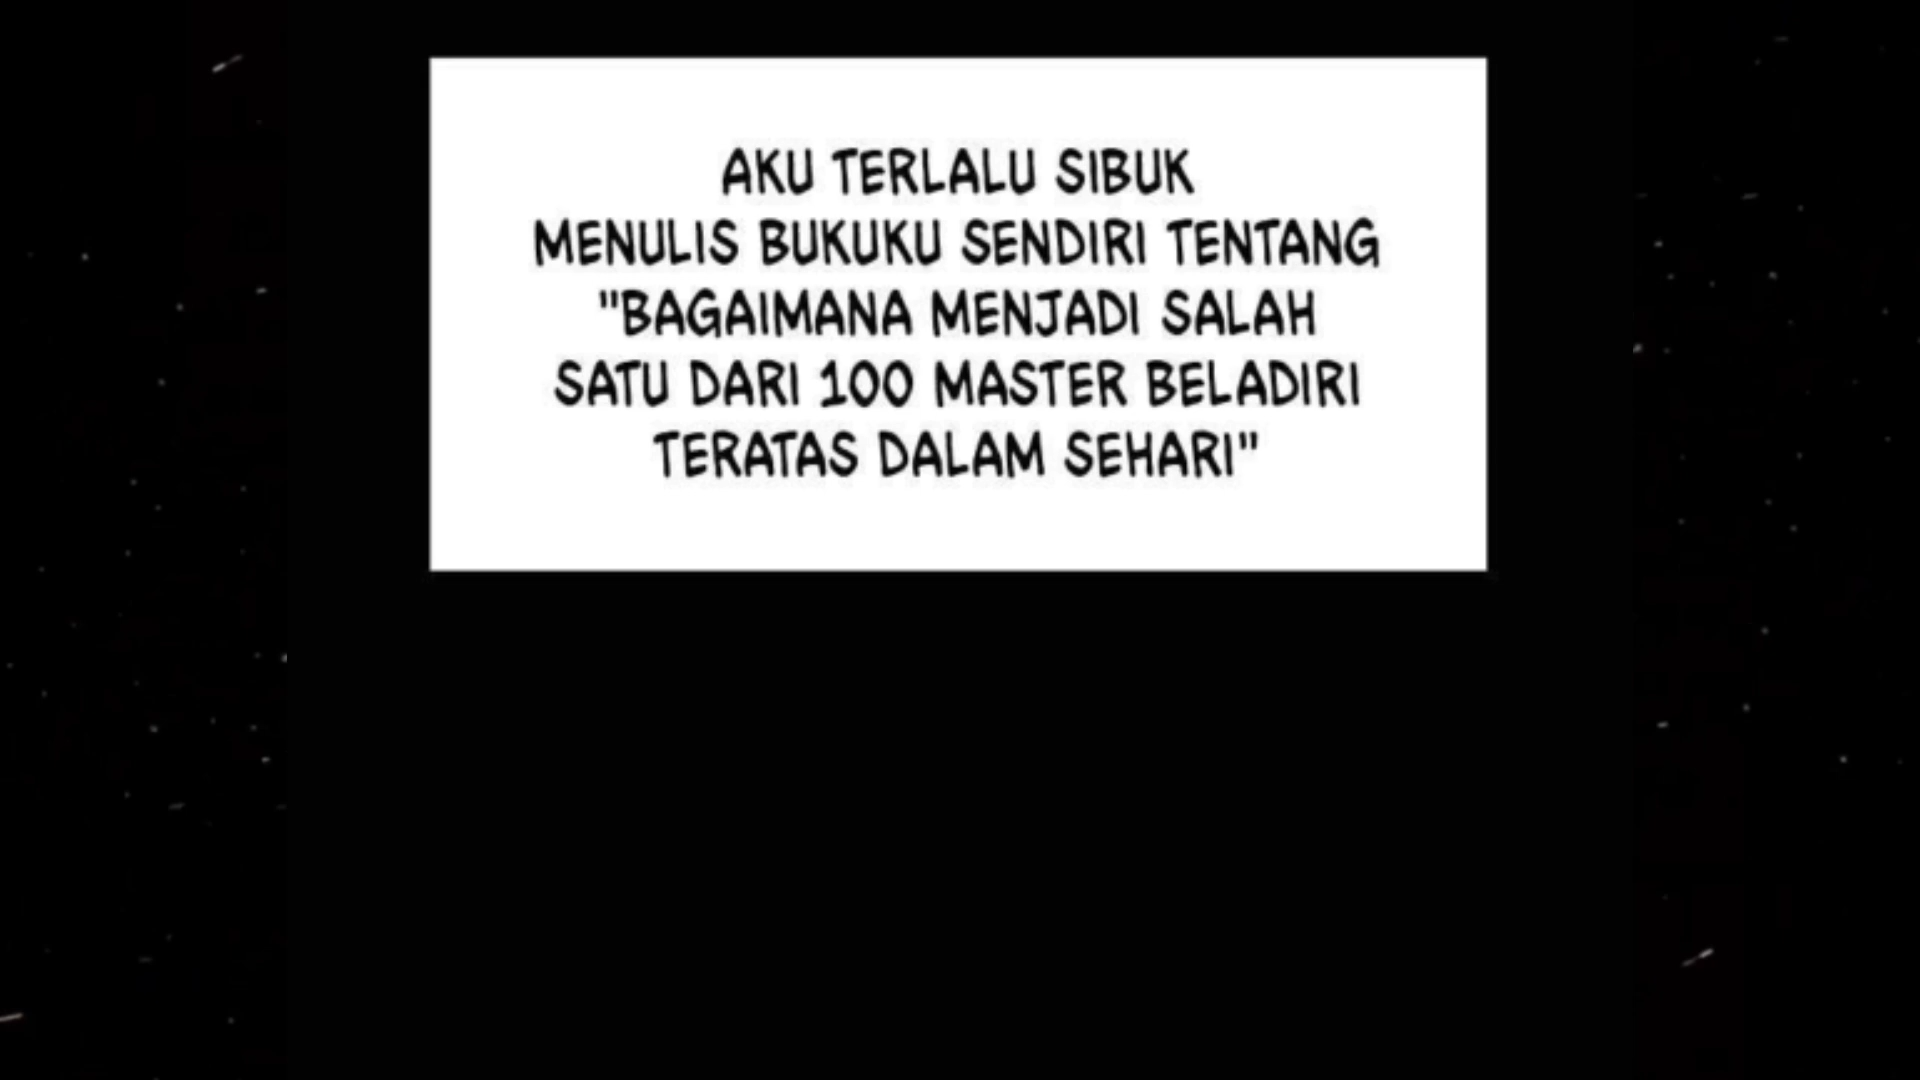 AKU TERLALU SIBUK
MENULIS BUKUKU SENDIRI TENTANG
"BAGAIMANA MENJADI SALAH
SATU DARI 100 MASTER BELADIRI
TERATAS DALAM SEHARI"